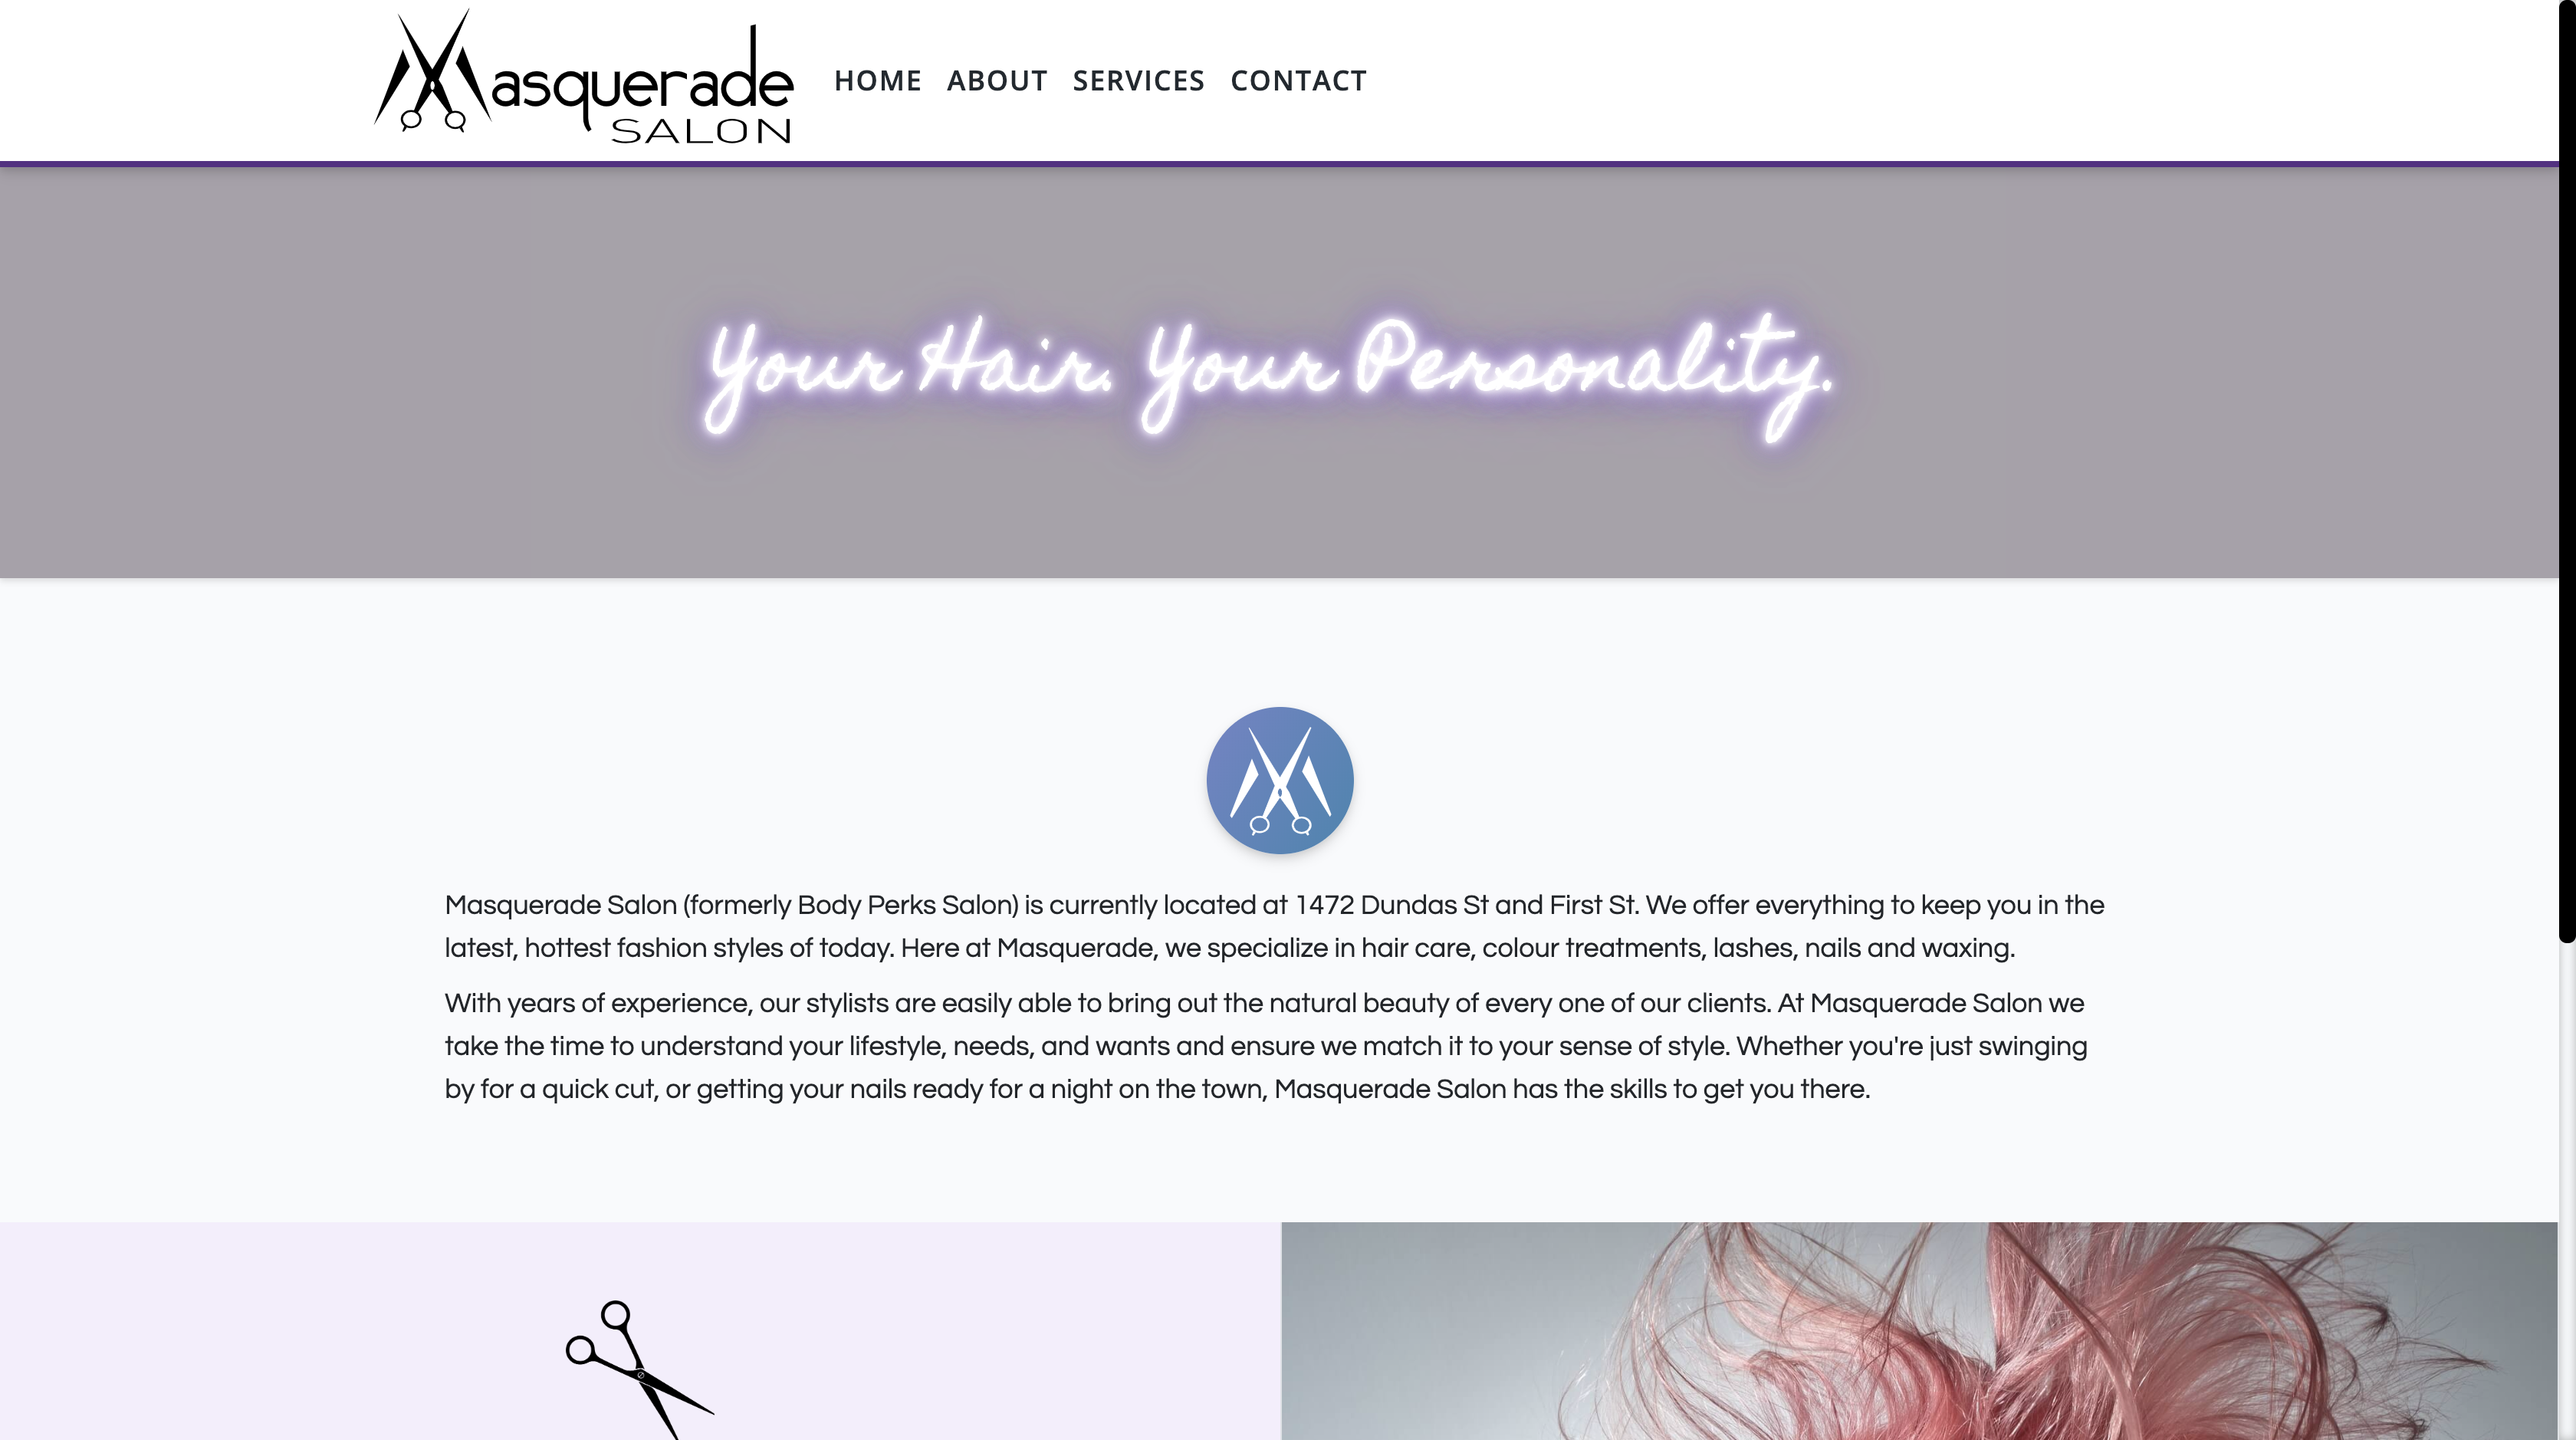 Masquerade
SALON
HOME ABOUT SERVICES CONTACT
Your Hair. Your Personality.
Masquerade Salon (formerly Body Perks Salon) is currently located at 1472 Dundas St and First St. We offer everything to keep you in the
latest, hottest fashion styles of today. Here at Masquerade, we specialize in hair care, colour treatments, lashes, nails and waxing.
With years of experience, our stylists are easily able to bring out the natural beauty of every one of our clients. At Masquerade Salon we
take the time to understand your lifestyle, needs, and wants and ensure we match it to your sense of style. Whether you're just swinging
by for a quick cut, or getting your nails ready for a night on the town, Masquerade Salon has the skills to get you there.